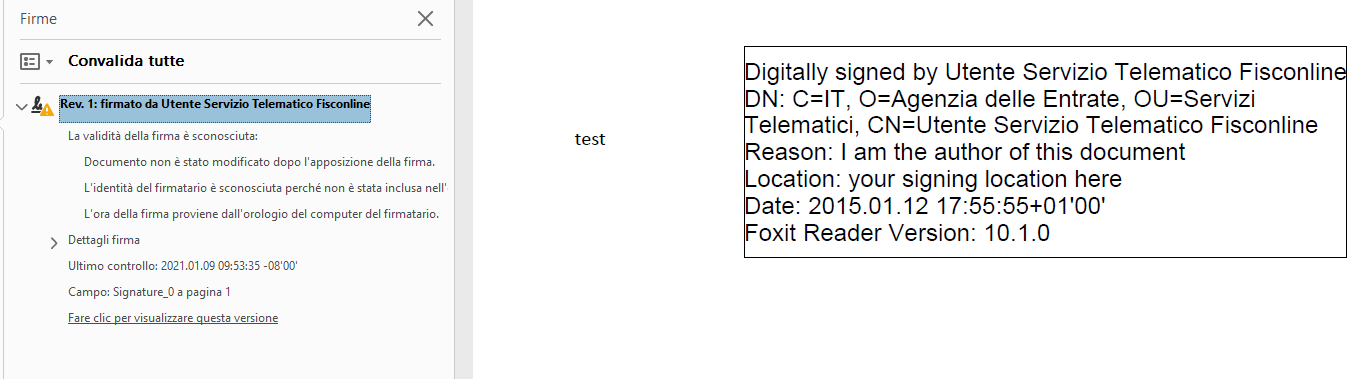 Firme
Convalida tutte
Rev. 1: firmato da Utente Servizio Telematico Fisconline
La validità della firma è sconosciuta:
Documento non è stato modificato dopo l'apposizione della firma.
L'identità del firmatario è sconosciuta perché non è stata inclusa nell'
L'ora della firma proviene dall'orologio del computer del firmatario.
Dettagli firma
Ultimo controllo: 2021.01.09 09:53:35 -08'00'
Campo: Signature_0 a pagina 1
Fare clic per visualizzare questa versione
test
Digitally signed by Utente Servizio Telematico Fisconline
DN: C=IT, O=Agenzia delle Entrate, OU=Servizi
Telematici, CN=Utente Servizio Telematico Fisconline
Reason: I am the author of this document
Location: your signing location here
Date: 2015.01.12 17:55:55+01'00'
Foxit Reader Version: 10.1.0